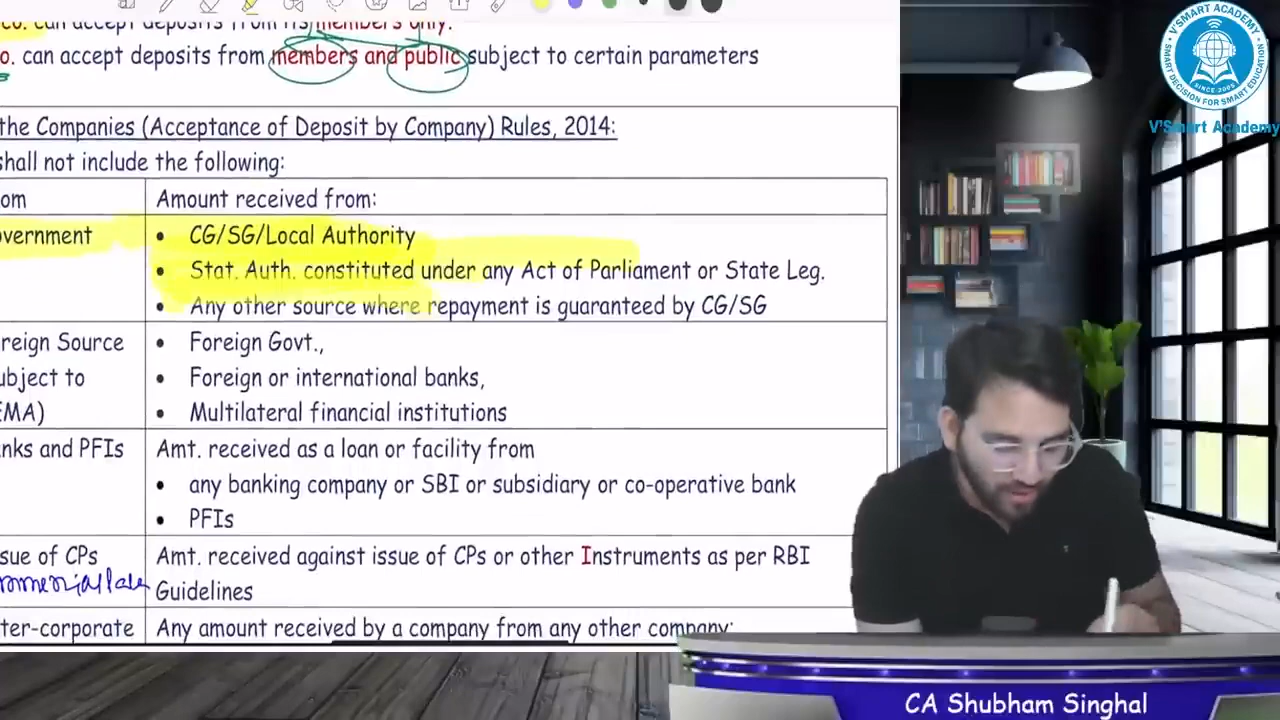 co. can accept deposits from its members only.
o. can accept deposits from members and public subject to certain parameters
the Companies (Acceptance of Deposit by Company) Rules, 2014:
shall not include the following:
om Amount received from:
overnment • CG/SG/Local Authority
• Stat. Auth. constituted under any Act of Parliament or State Leg.
• Any other source where repayment is guaranteed by CG/SG
reign Source • Foreign Govt.,
ubject to • Foreign or international banks,
EMA) • Multilateral financial institutions
nks and PFIs Amt. received as a loan or facility from
• any banking company or SBI or subsidiary or co-operative bank
• PFIs
sue of CPs Amt. received against issue of CPs or other Instruments as per RBI
Guidelines
ter-corporate Any amount received by a company from any other company;
V'SMART ACADEMY
SINCE-2005
SMART DECISION FOR SMART EDUCATION
V'Smart Academy
CA Shubham Singhal